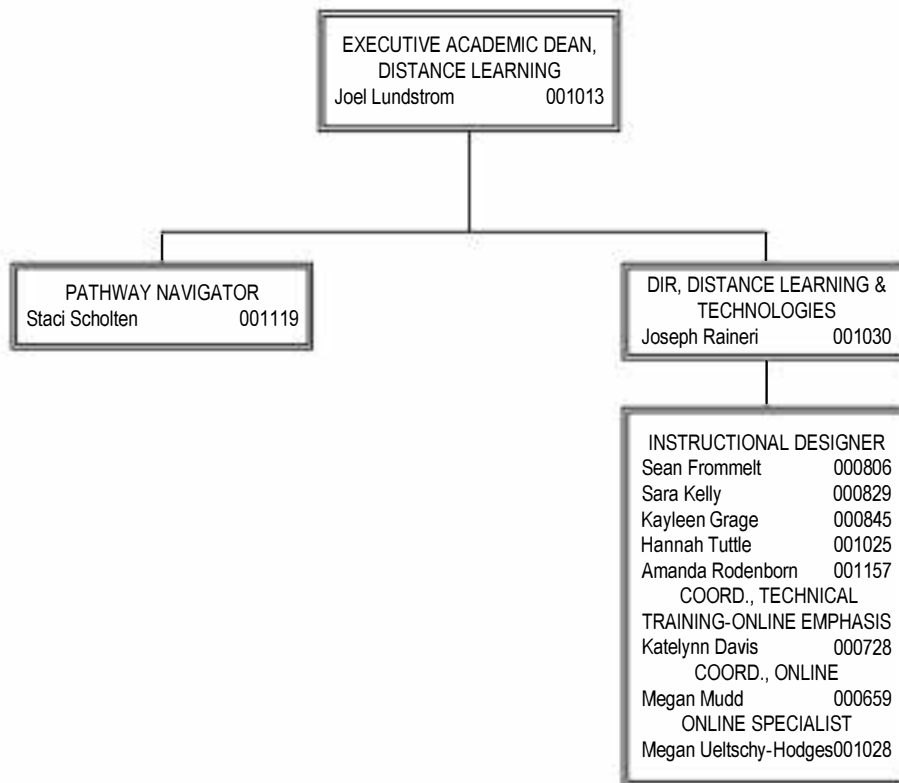 EXECUTIVE ACADEMIC DEAN,
DISTANCE LEARNING
Joel Lundstrom 001013
PATHWAY NAVIGATOR
Staci Scholten 001119
DIR, DISTANCE LEARNING &
TECHNOLOGIES
Joseph Raineri 001030
INSTRUCTIONAL DESIGNER
Sean Frommelt 000806
Sara Kelly 000829
Kayleen Grage 000845
Hannah Tuttle 001025
Amanda Rodenborn 001157
COORD., TECHNICAL
TRAINING-ONLINE EMPHASIS
Katelynn Davis 000728
COORD., ONLINE
Megan Mudd 000659
ONLINE SPECIALIST
Megan Ueltschy-Hodges001028